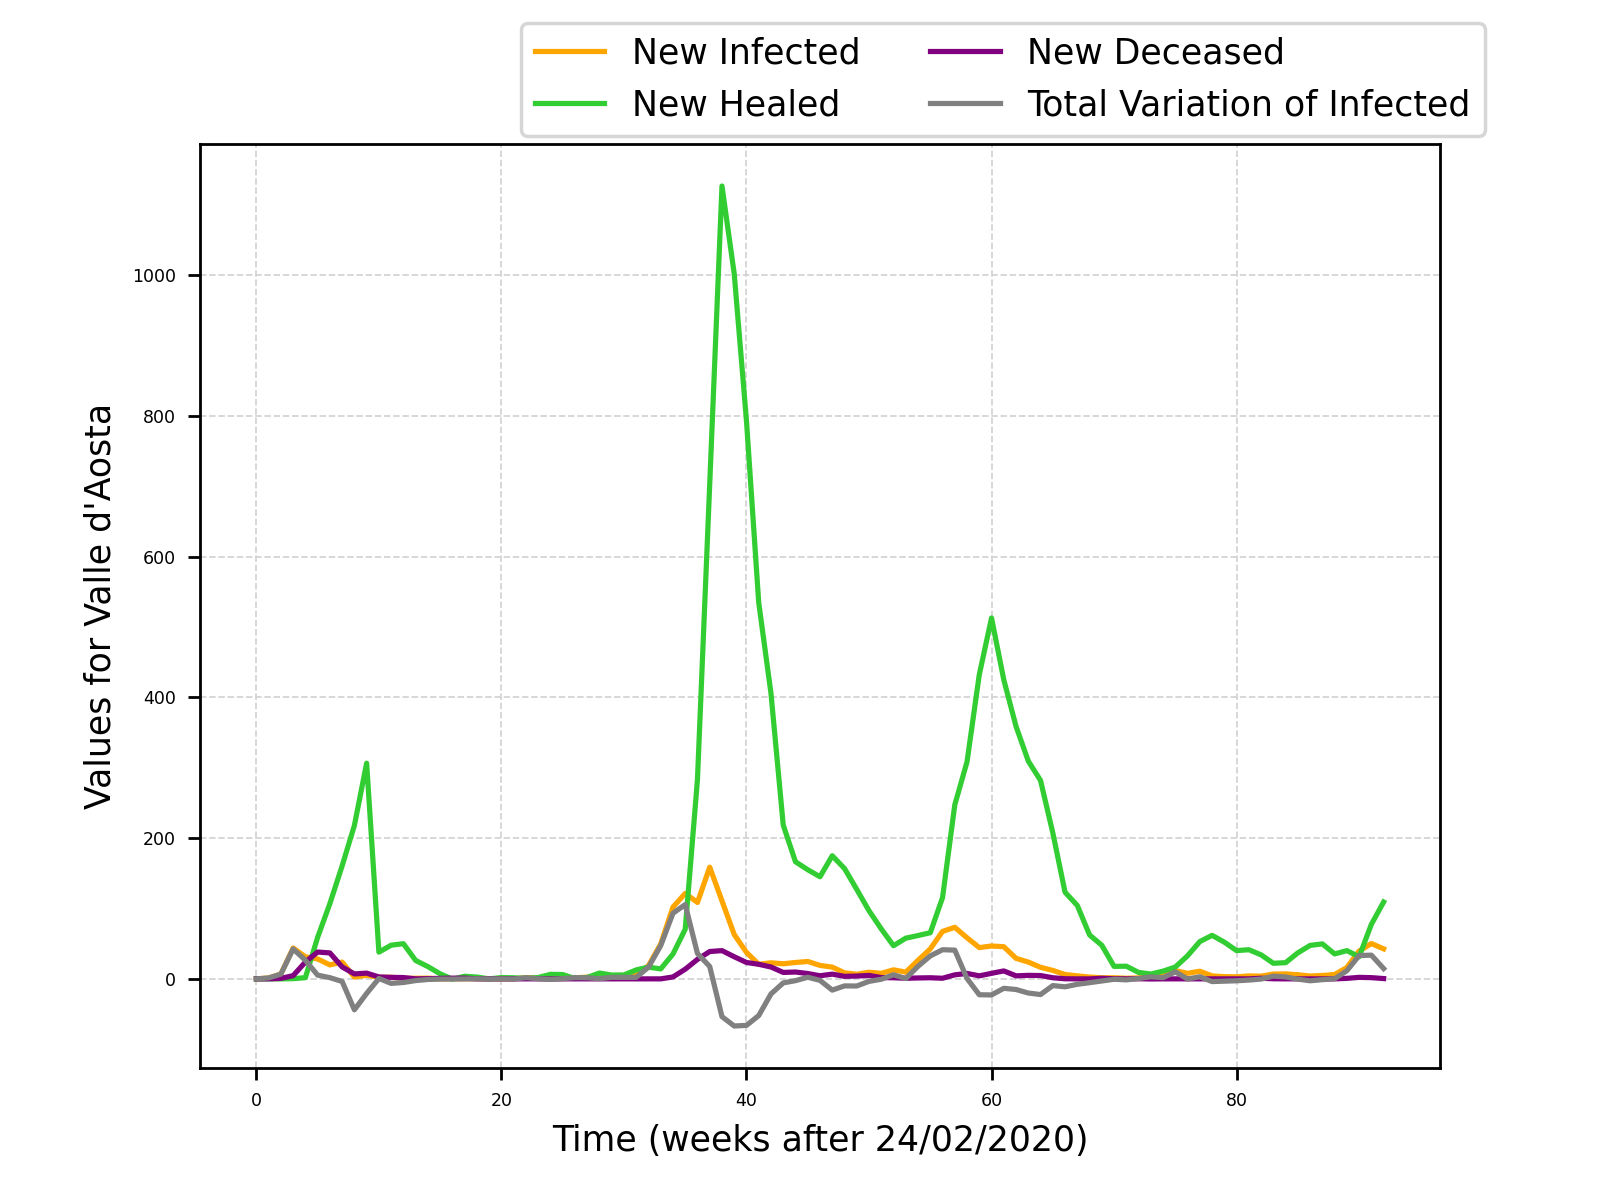 New Infected
New Healed
New Deceased
Total Variation of Infected
Values for Valle d'Aosta
1000
800
600
400
200
0
0 20 40 60 80
Time (weeks after 24/02/2020)